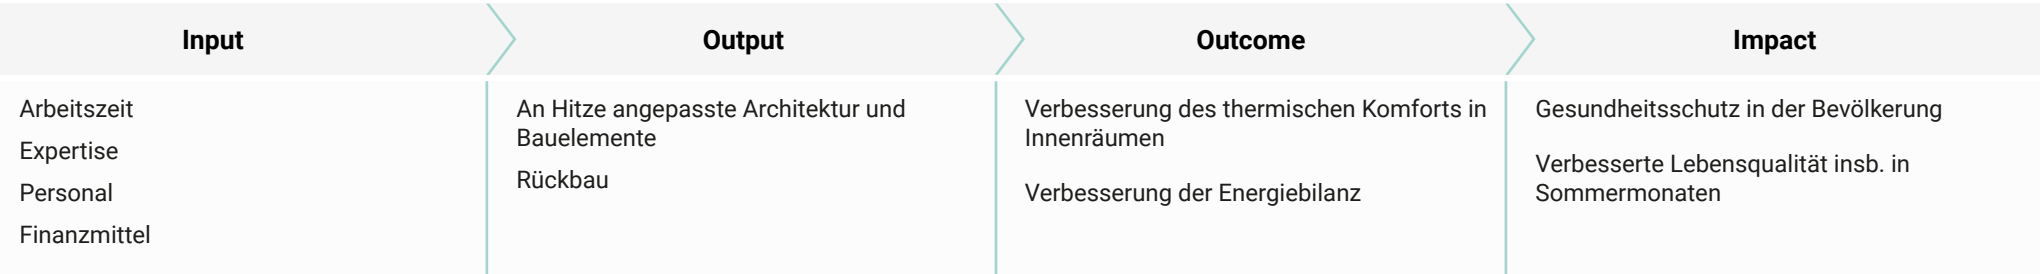 Input
Output
Outcome
Impact
Arbeitszeit
Expertise
Personal
Finanzmittel
An Hitze angepasste Architektur und
Bauelemente
Rückbau
Verbesserung des thermischen Komforts in
Innenräumen
Verbesserung der Energiebilanz
Gesundheitsschutz in der Bevölkerung
Verbesserte Lebensqualität insb. in
Sommermonaten